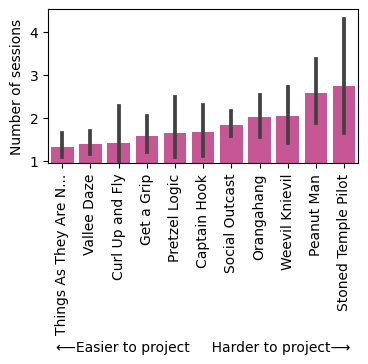 Number of sessions
4
3
2
1
Things As They Are N...
Vallee Daze
Curl Up and Fly
Get a Grip
Pretzel Logic
Captain Hook
Social Outcast
Orangahang
Weevil Knievil
Peanut Man
Stoned Temple Pilot
⟵Easier to project Harder to project⟶